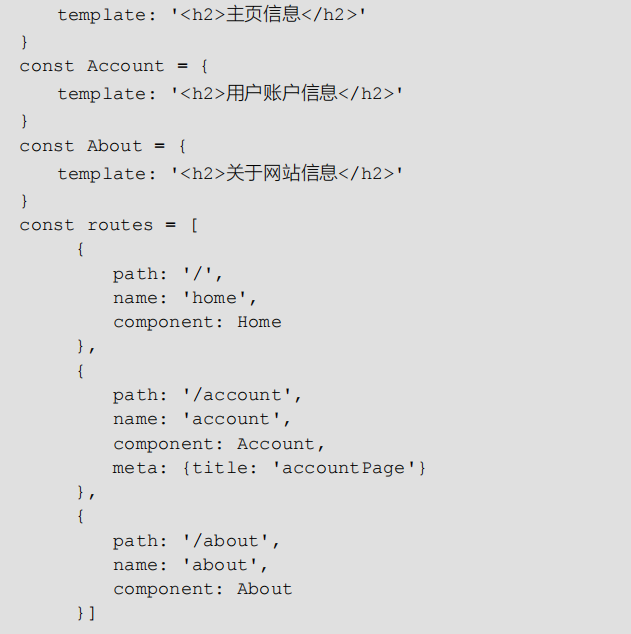 template: '<h2>主页信息</h2>'
}
const Account = {
template: '<h2>用户账户信息</h2>'
}
const About = {
template: '<h2>关于网站信息</h2>'
}
const routes = [
{
path: '/',
name: 'home',
component: Home
},
{
path: '/account',
name: 'account',
component: Account,
meta: {title: 'accountPage'}
},
{
path: '/about',
name: 'about',
component: About
}]